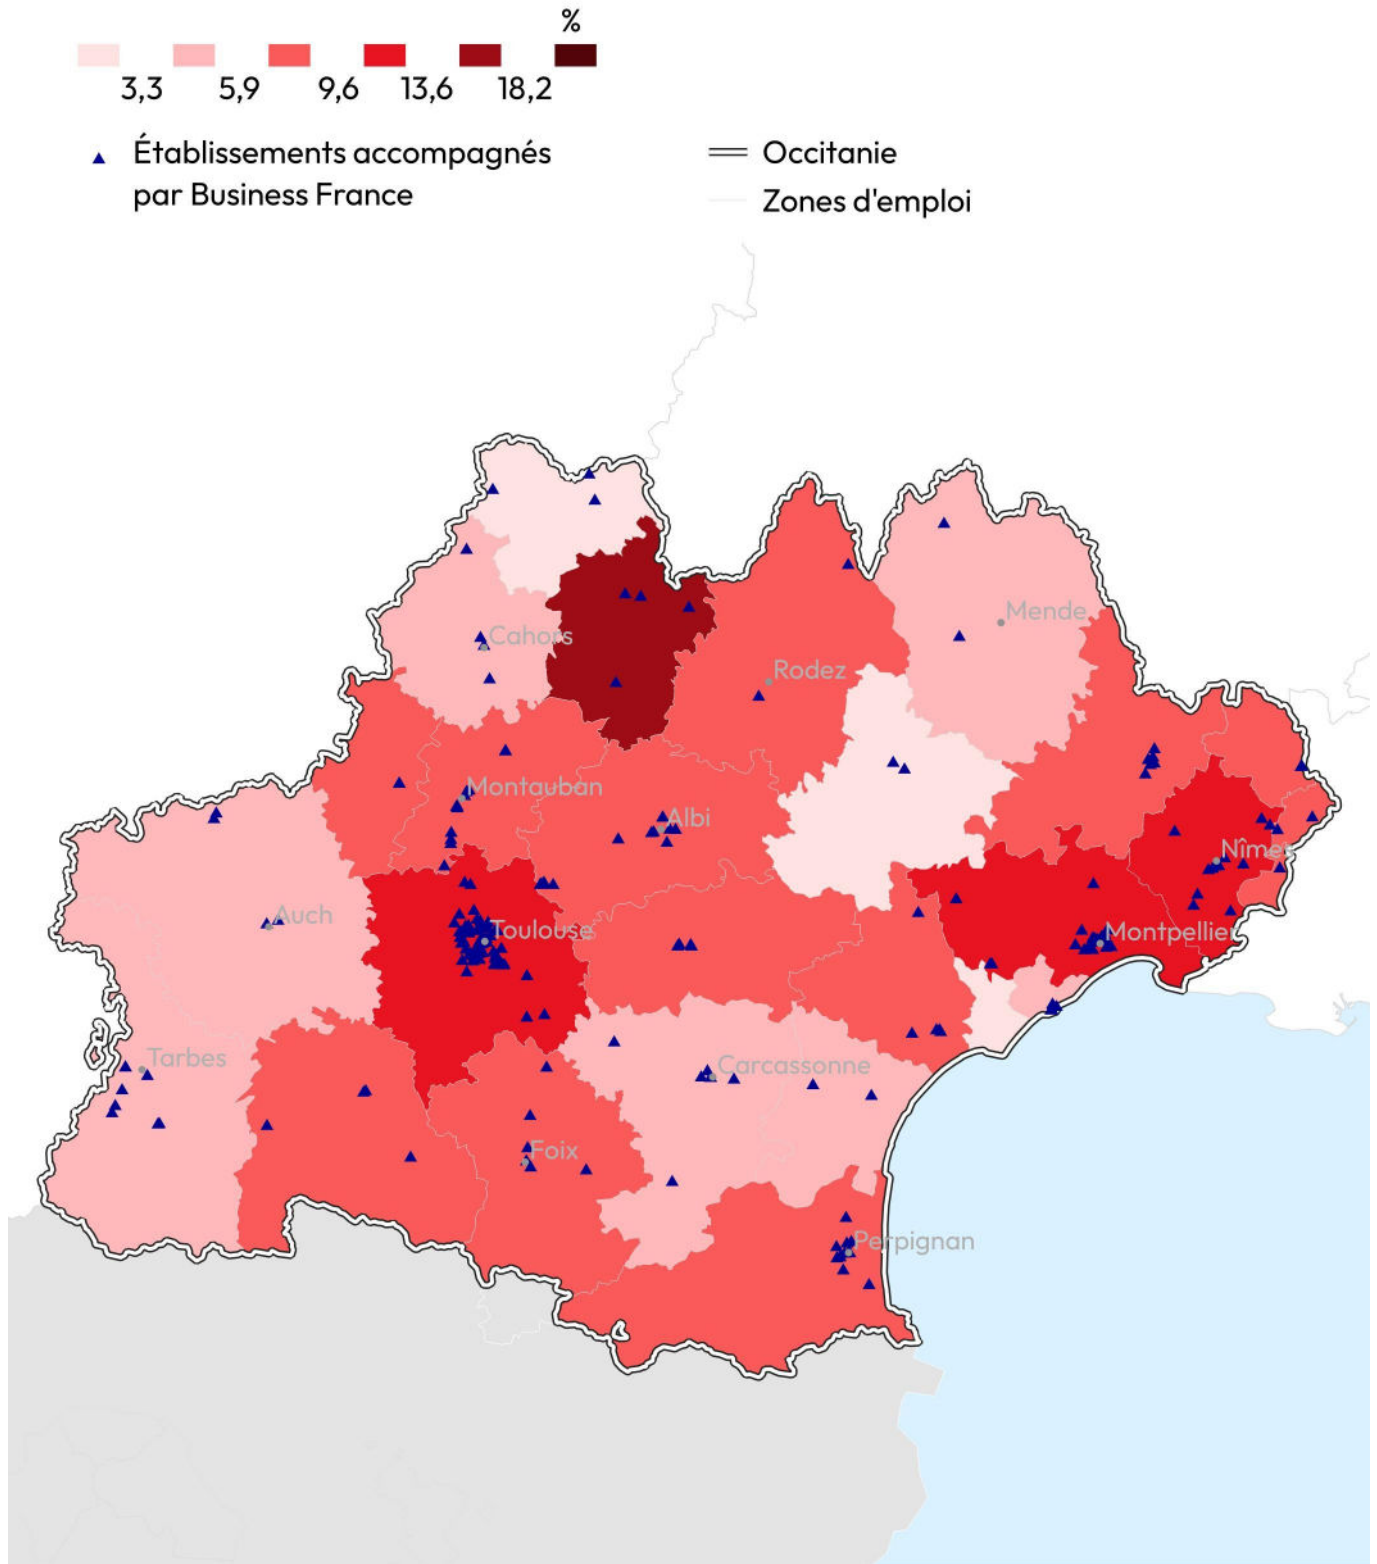 %
3,3 5,9 9,6 13,6 18,2
Établissements accompagnés
par Business France
Occitanie
Zones d'emploi
Mende
Cahors
Rodez
Montauban
Albi
Nîmes
Auch
Toulouse
Montpellier
Tarbes
Carcassonne
Foix
Perpignan